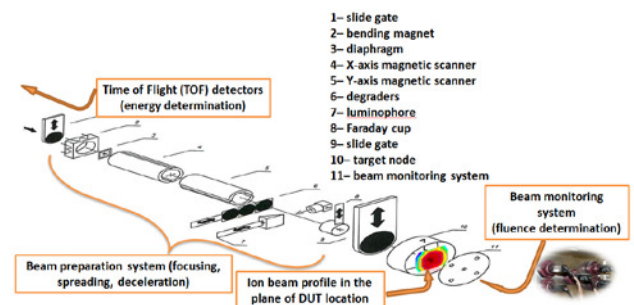 1– slide gate
2– bending magnet
3– diaphragm
4– X-axis magnetic scanner
5– Y-axis magnetic scanner
6– degraders
7– luminophore
8– Faraday cup
9– slide gate
10– target node
11– beam monitoring system
Time of Flight (TOF) detectors
(energy determination)
Beam monitoring
system
(fluence determination)
Beam preparation system (focusing,
spreading, deceleration)
Ion beam profile in the
plane of DUT location